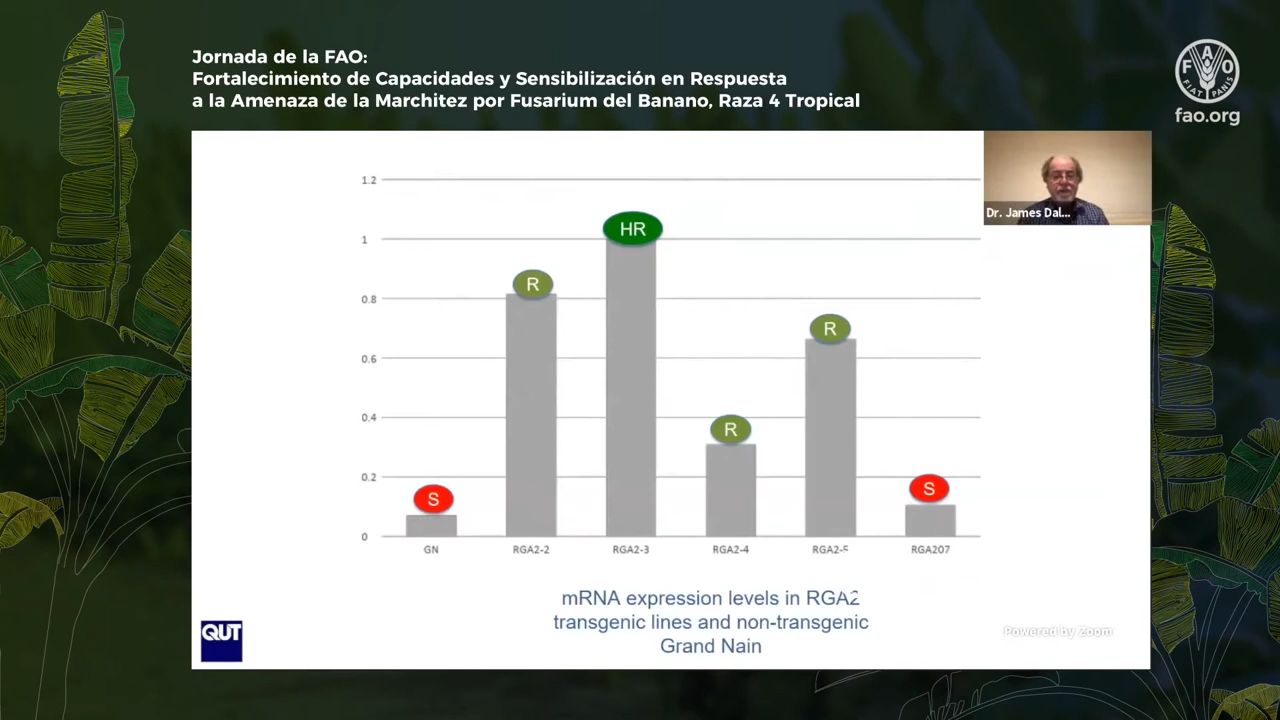 Jornada de la FAO:
Fortalecimiento de Capacidades y Sensibilización en Respuesta
a la Amenaza de la Marchitez por Fusarium del Banano, Raza 4 Tropical
F A O
FIAT PANIS
fao.org
Dr. James Dal...
1.2
1
0.8
0.6
0.4
0.2
0
S
R
HR
R
R
S
GN RGA2-2 RGA2-3 RGA2-4 RGA2-5 RGA207
mRNA expression levels in RGA2
transgenic lines and non-transgenic
Grand Nain
QUT
Powered by Zoom